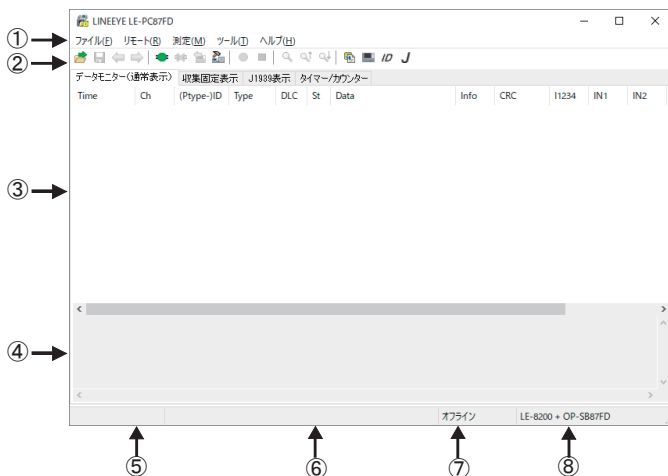 LINEEYE LE-PC87FD
①
ファイル(F) リモート(R) 測定(M) ツール(T) ヘルプ(H)
②
ID J
データモニター(通常表示) 収集固定表示 J1939表示 タイマー/カウンター
Time Ch (Ptype-)ID Type DLC St Data Info CRC I1234 IN1 IN2
③
④
オフライン LE-8200 + OP-SB87FD
⑤ ⑥ ⑦ ⑧